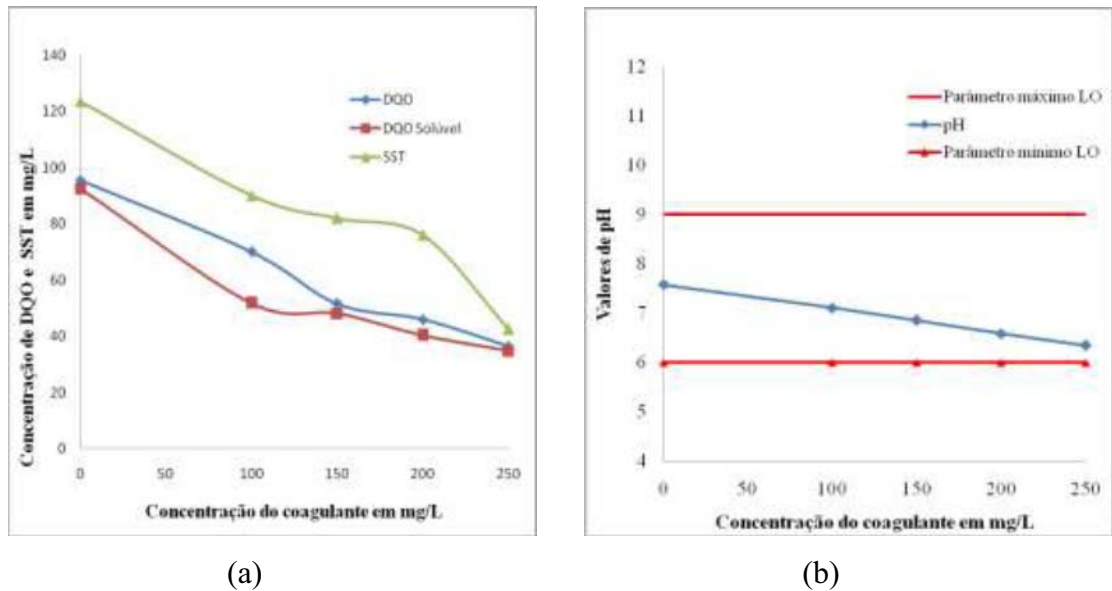 140
120
100
80
60
40
20
0
0 50 100 150 200 250
Concentração de DQO e SST em mg/L
Concentração do coagulante em mg/L
DQO
DQO Solúvel
SST
(a)
12
11
10
9
8
7
6
5
4
0 50 100 150 200 250
Valores de pH
Concentração do coagulante em mg/L
Parâmetro máximo LO
pH
Parâmetro mínimo LO
(b)